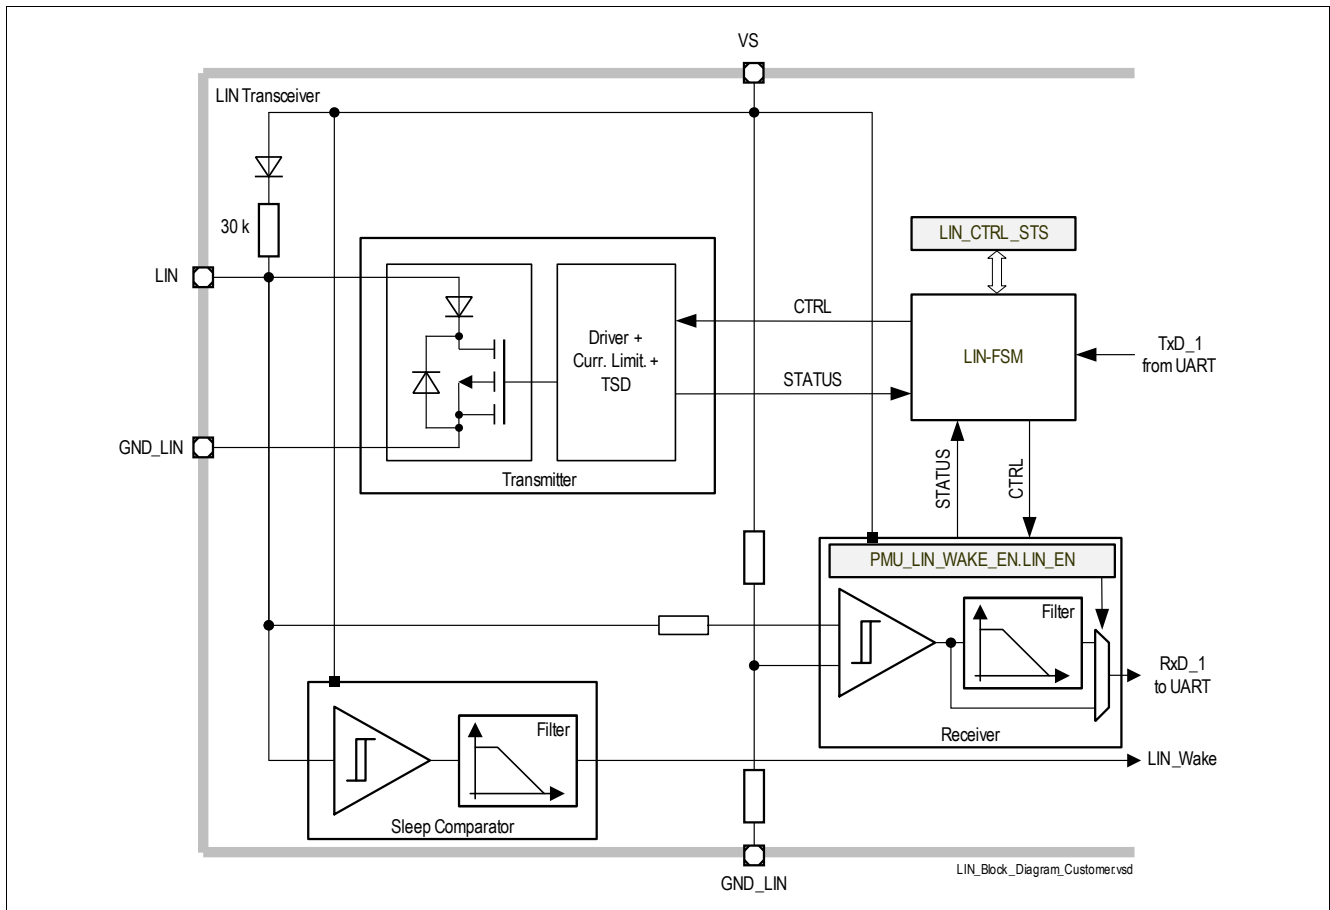 VS
LIN Transceiver
30 k
LIN_CTRL_STS
LIN
CTRL
Driver +
Curr. Limit. +
TSD
LIN-FSM
TxD_1
from UART
STATUS
GND_LIN
Transmitter
STATUS
CTRL
PMU_LIN_WAKE_EN.LIN_EN
Filter
RxD_1
to UART
Receiver
Filter
LIN_Wake
Sleep Comparator
GND_LIN
LIN_Block_Diagram_Customer.vsd